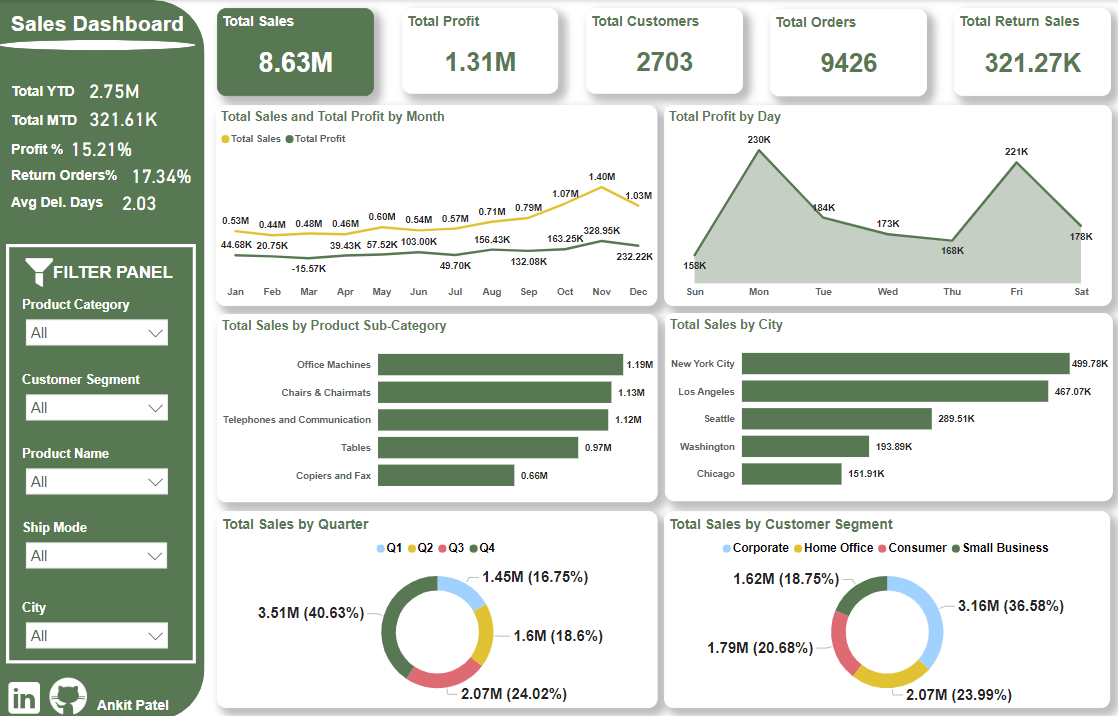 Sales Dashboard
Total YTD 2.75M
Total MTD 321.61K
Profit % 15.21%
Return Orders% 17.34%
Avg Del. Days 2.03
FILTER PANEL
Product Category
All
Customer Segment
All
Product Name
All
Ship Mode
All
City
All
in
Ankit Patel
Total Sales
8.63M
Total Profit
1.31M
Total Customers
2703
Total Orders
9426
Total Return Sales
321.27K
Total Sales and Total Profit by Month
Total Sales Total Profit
0.53M 0.44M 0.48M 0.46M 0.60M 0.54M 0.57M 0.71M 0.79M 1.07M 1.40M 1.03M
44.68K 20.75K -15.57K 39.43K 57.52K 103.00K 49.70K 156.43K 132.08K 163.25K 328.95K 232.22K
Jan Feb Mar Apr May Jun Jul Aug Sep Oct Nov Dec
Total Profit by Day
158K 230K 184K 173K 168K 221K 178K
Sun Mon Tue Wed Thu Fri Sat
Total Sales by Product Sub-Category
Office Machines 1.19M
Chairs & Chairmats 1.13M
Telephones and Communication 1.12M
Tables 0.97M
Copiers and Fax 0.66M
Total Sales by City
New York City 499.78K
Los Angeles 467.07K
Seattle 289.51K
Washington 193.89K
Chicago 151.91K
Total Sales by Quarter
Q1 Q2 Q3 Q4
1.45M (16.75%)
3.51M (40.63%)
1.6M (18.6%)
2.07M (24.02%)
Total Sales by Customer Segment
Corporate Home Office Consumer Small Business
1.62M (18.75%)
3.16M (36.58%)
1.79M (20.68%)
2.07M (23.99%)